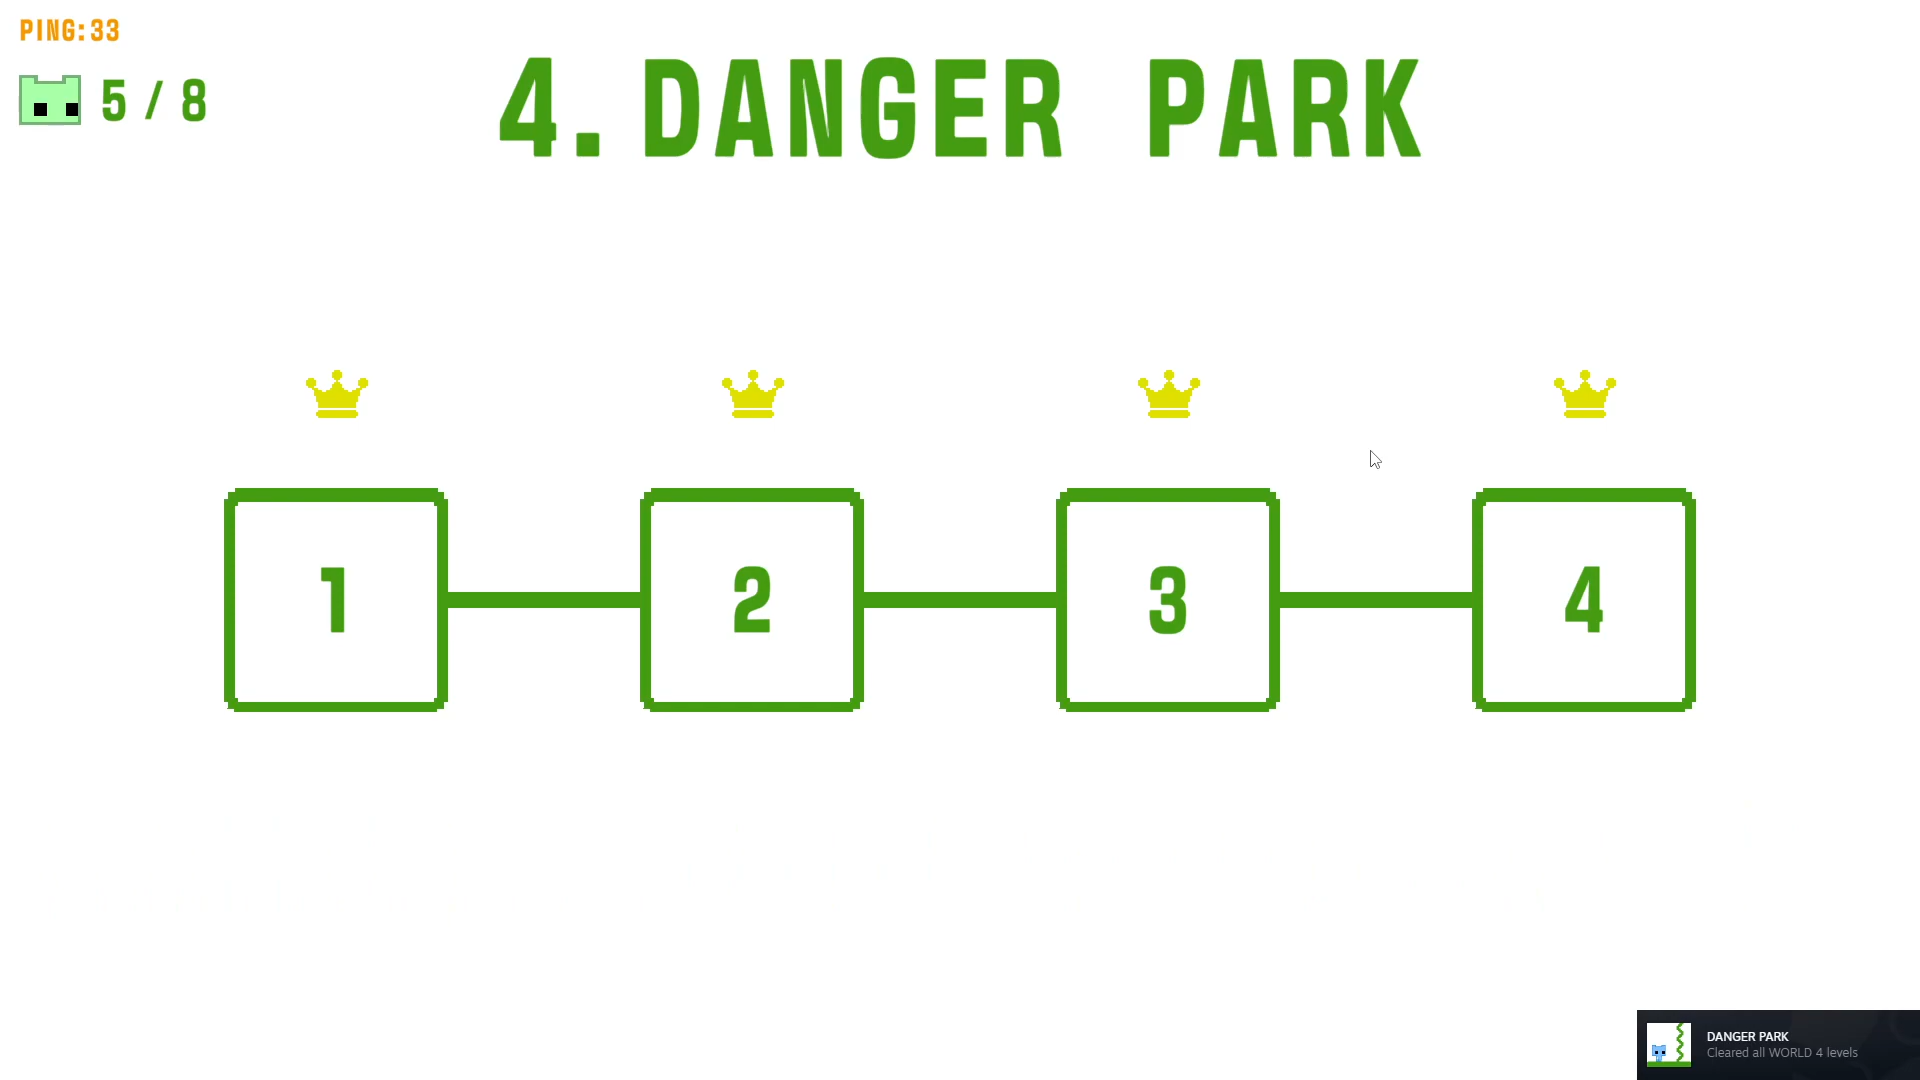 PING:33
5 / 8
4. DANGER PARK
1
2
3
4
DANGER PARK
Cleared all WORLD 4 levels